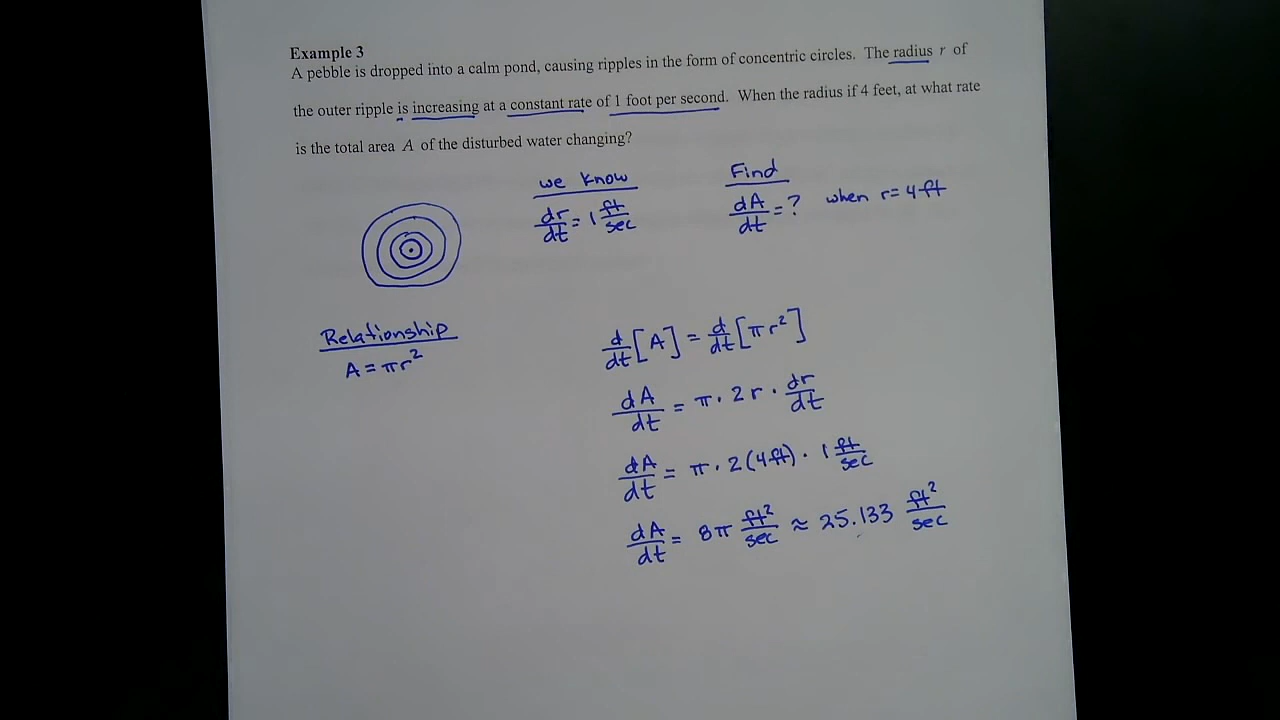 Example 3
A pebble is dropped into a calm pond, causing ripples in the form of concentric circles. The radius r of
the outer ripple is increasing at a constant rate of 1 foot per second. When the radius if 4 feet, at what rate
is the total area A of the disturbed water changing?
we know
dr/dt = 1 ft/sec
Find
dA/dt = ? when r=4ft
Relationship
A = πr²
d/dt[A] = d/dt[πr²]
dA/dt = π · 2r · dr/dt
dA/dt = π · 2(4ft) · 1 ft/sec
dA/dt = 8π ft²/sec ≈ 25.133 ft²/sec